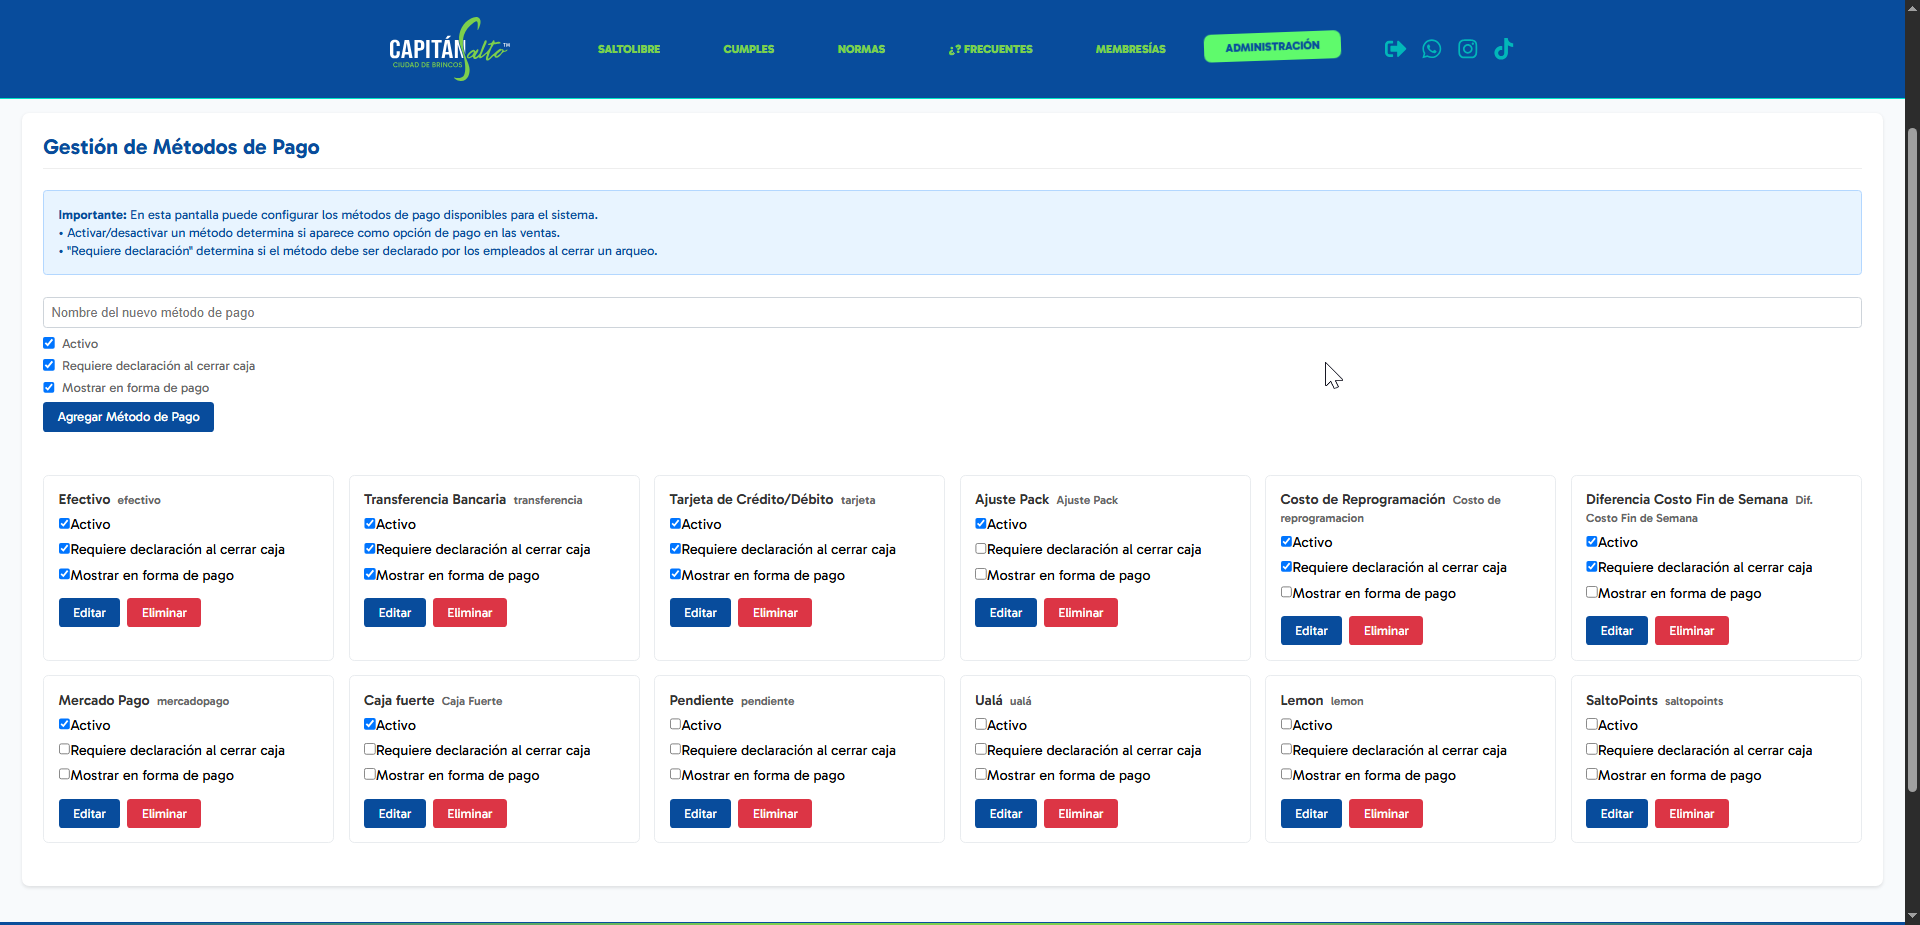 CAPITÁN Salto™
CIUDAD DE BRINCOS
SALTOLIBRE
CUMPLES
NORMAS
¿? FRECUENTES
MEMBRESÍAS
ADMINISTRACIÓN
Gestión de Métodos de Pago
Importante: En esta pantalla puede configurar los métodos de pago disponibles para el sistema.
• Activar/desactivar un método determina si aparece como opción de pago en las ventas.
• "Requiere declaración" determina si el método debe ser declarado por los empleados al cerrar un arqueo.
Nombre del nuevo método de pago
Activo
Requiere declaración al cerrar caja
Mostrar en forma de pago
Agregar Método de Pago
Efectivo efectivo
Activo
Requiere declaración al cerrar caja
Mostrar en forma de pago
Editar Eliminar
Transferencia Bancaria transferencia
Activo
Requiere declaración al cerrar caja
Mostrar en forma de pago
Editar Eliminar
Tarjeta de Crédito/Débito tarjeta
Activo
Requiere declaración al cerrar caja
Mostrar en forma de pago
Editar Eliminar
Ajuste Pack Ajuste Pack
Activo
Requiere declaración al cerrar caja
Mostrar en forma de pago
Editar Eliminar
Costo de Reprogramación Costo de
reprogramacion
Activo
Requiere declaración al cerrar caja
Mostrar en forma de pago
Editar Eliminar
Diferencia Costo Fin de Semana Dif.
Costo Fin de Semana
Activo
Requiere declaración al cerrar caja
Mostrar en forma de pago
Editar Eliminar
Mercado Pago mercadopago
Activo
Requiere declaración al cerrar caja
Mostrar en forma de pago
Editar Eliminar
Caja fuerte Caja Fuerte
Activo
Requiere declaración al cerrar caja
Mostrar en forma de pago
Editar Eliminar
Pendiente pendiente
Activo
Requiere declaración al cerrar caja
Mostrar en forma de pago
Editar Eliminar
Ualá ualá
Activo
Requiere declaración al cerrar caja
Mostrar en forma de pago
Editar Eliminar
Lemon lemon
Activo
Requiere declaración al cerrar caja
Mostrar en forma de pago
Editar Eliminar
SaltoPoints saltopoints
Activo
Requiere declaración al cerrar caja
Mostrar en forma de pago
Editar Eliminar